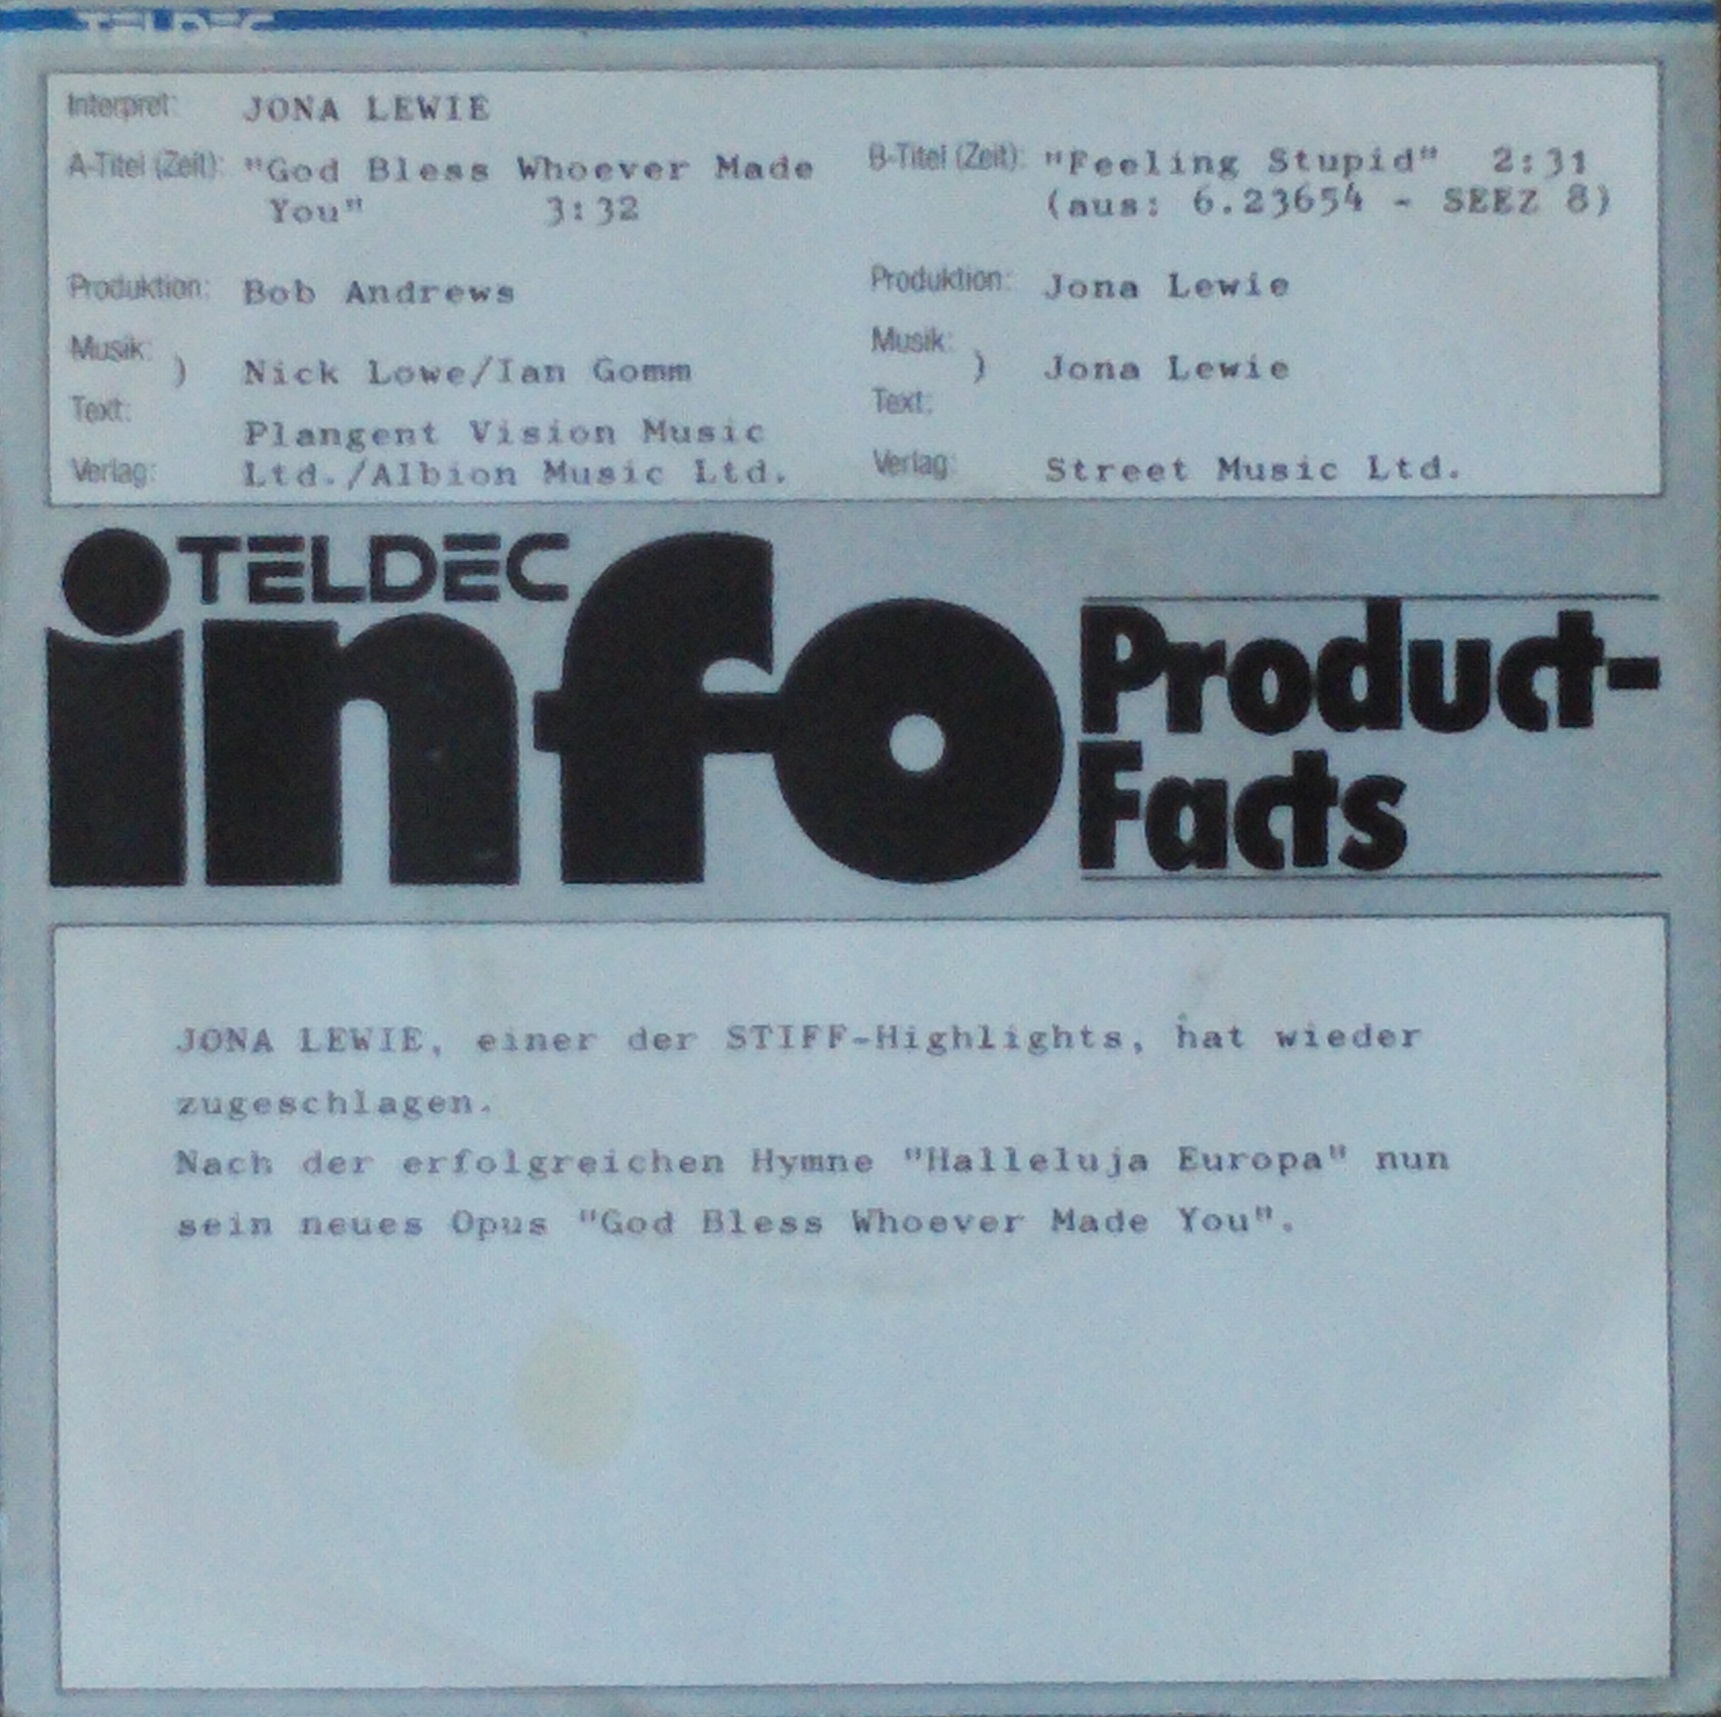 TELDEC
Interpret: JONA LEWIE
A-Titel (Zeit): "God Bless Whoever Made
You" 3:32
Produktion: Bob Andrews
Musik:
) Nick Lowe/Ian Gomm
Text:
Plangent Vision Music
Verlag: Ltd./Albion Music Ltd.
B-Titel (Zeit): "Feeling Stupid" 2:31
(aus: 6.23654 - SEEZ 8)
Produktion: Jona Lewie
Musik:
) Jona Lewie
Text:
Verlag: Street Music Ltd.
TELDEC
info
Product-
Facts
JONA LEWIE, einer der STIFF-Highlights, hat wieder
zugeschlagen.
Nach der erfolgreichen Hymne "Halleluja Europa" nun
sein neues Opus "God Bless Whoever Made You".